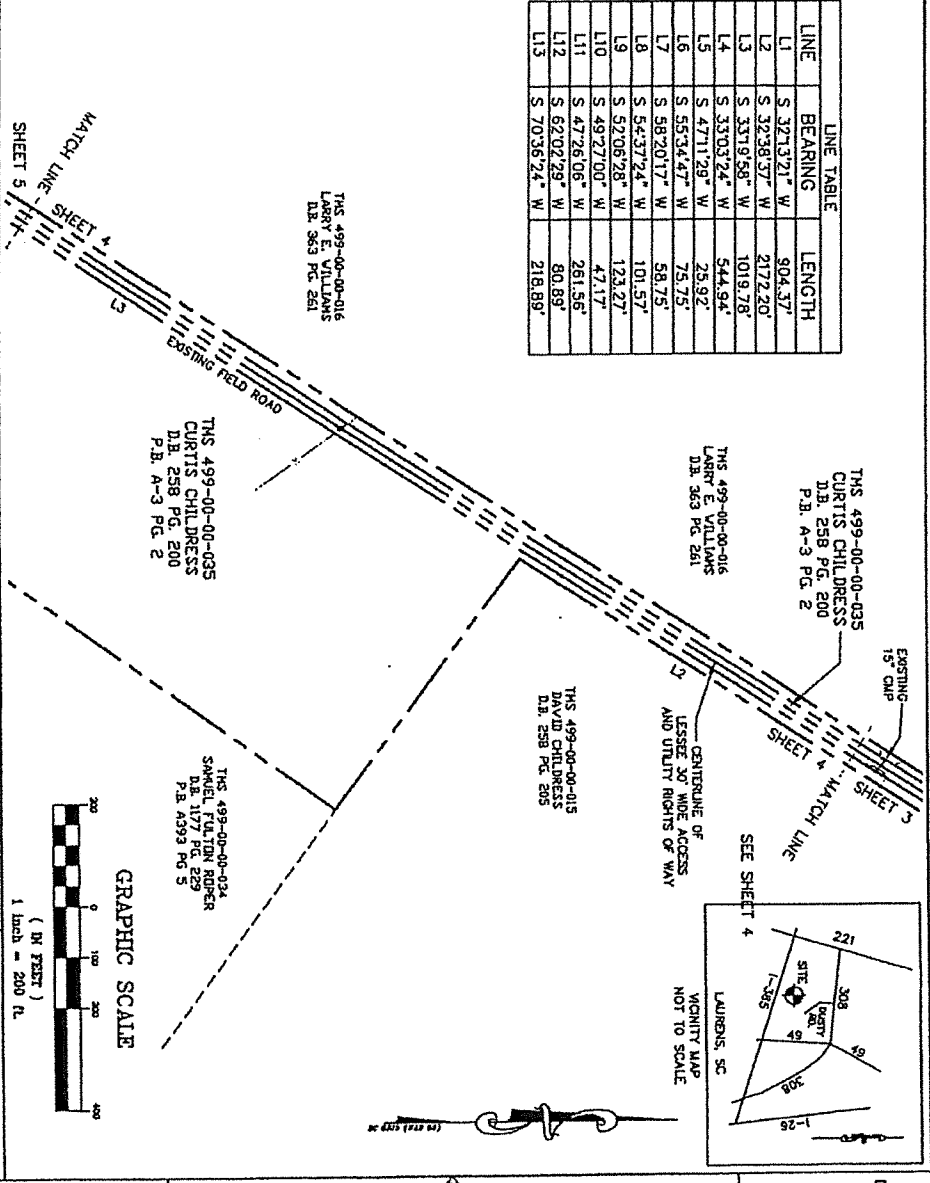 LINE TABLE
LINE BEARING LENGTH
L1 S 32°13'21" W 904.37'
L2 S 32°38'37" W 2172.20'
L3 S 33°19'58" W 1019.78'
L4 S 33°03'24" W 544.94'
L5 S 47°11'29" W 25.92'
L6 S 55°34'47" W 75.75'
L7 S 58°20'17" W 58.75'
L8 S 54°37'24" W 101.57'
L9 S 52°06'28" W 123.27'
L10 S 49°27'00" W 47.17'
L11 S 47°26'06" W 261.56'
L12 S 62°02'29" W 80.89'
L13 S 70°36'24" W 218.89'
EXISTING
15" CMP
TMS 499-00-00-035
CURTIS CHILDRESS
D.B. 258 PG. 200
P.B. A-3 PG. 2
TMS 499-00-00-016
LARRY E. WILLIAMS
D.B. 363 PG. 261
SHEET 3
MATCH LINE
SHEET 4
L2
CENTERLINE OF
LESSEE 30' WIDE ACCESS
AND UTILITY RIGHTS OF WAY
SEE SHEET 4
221
308
SITE
DUSTY
RD.
I-385
49
49
308
I-26
LAURENS, SC
VICINITY MAP
NOT TO SCALE
TMS 499-00-00-015
DAVID CHILDRESS
D.B. 258 PG. 205
TMS 499-00-00-016
LARRY E. WILLIAMS
D.B. 363 PG. 261
EXISTING FIELD ROAD
L3
TMS 499-00-00-035
CURTIS CHILDRESS
D.B. 258 PG. 200
P.B. A-3 PG. 2
MATCH LINE
SHEET 4
SHEET 5
TMS 499-00-00-034
SAMUEL FULTON ROPER
D.B. 1177 PG. 229
P.B. A393 PG 5
GRAPHIC SCALE
200 0 100 200 400
( IN FEET )
1 inch = 200 ft.